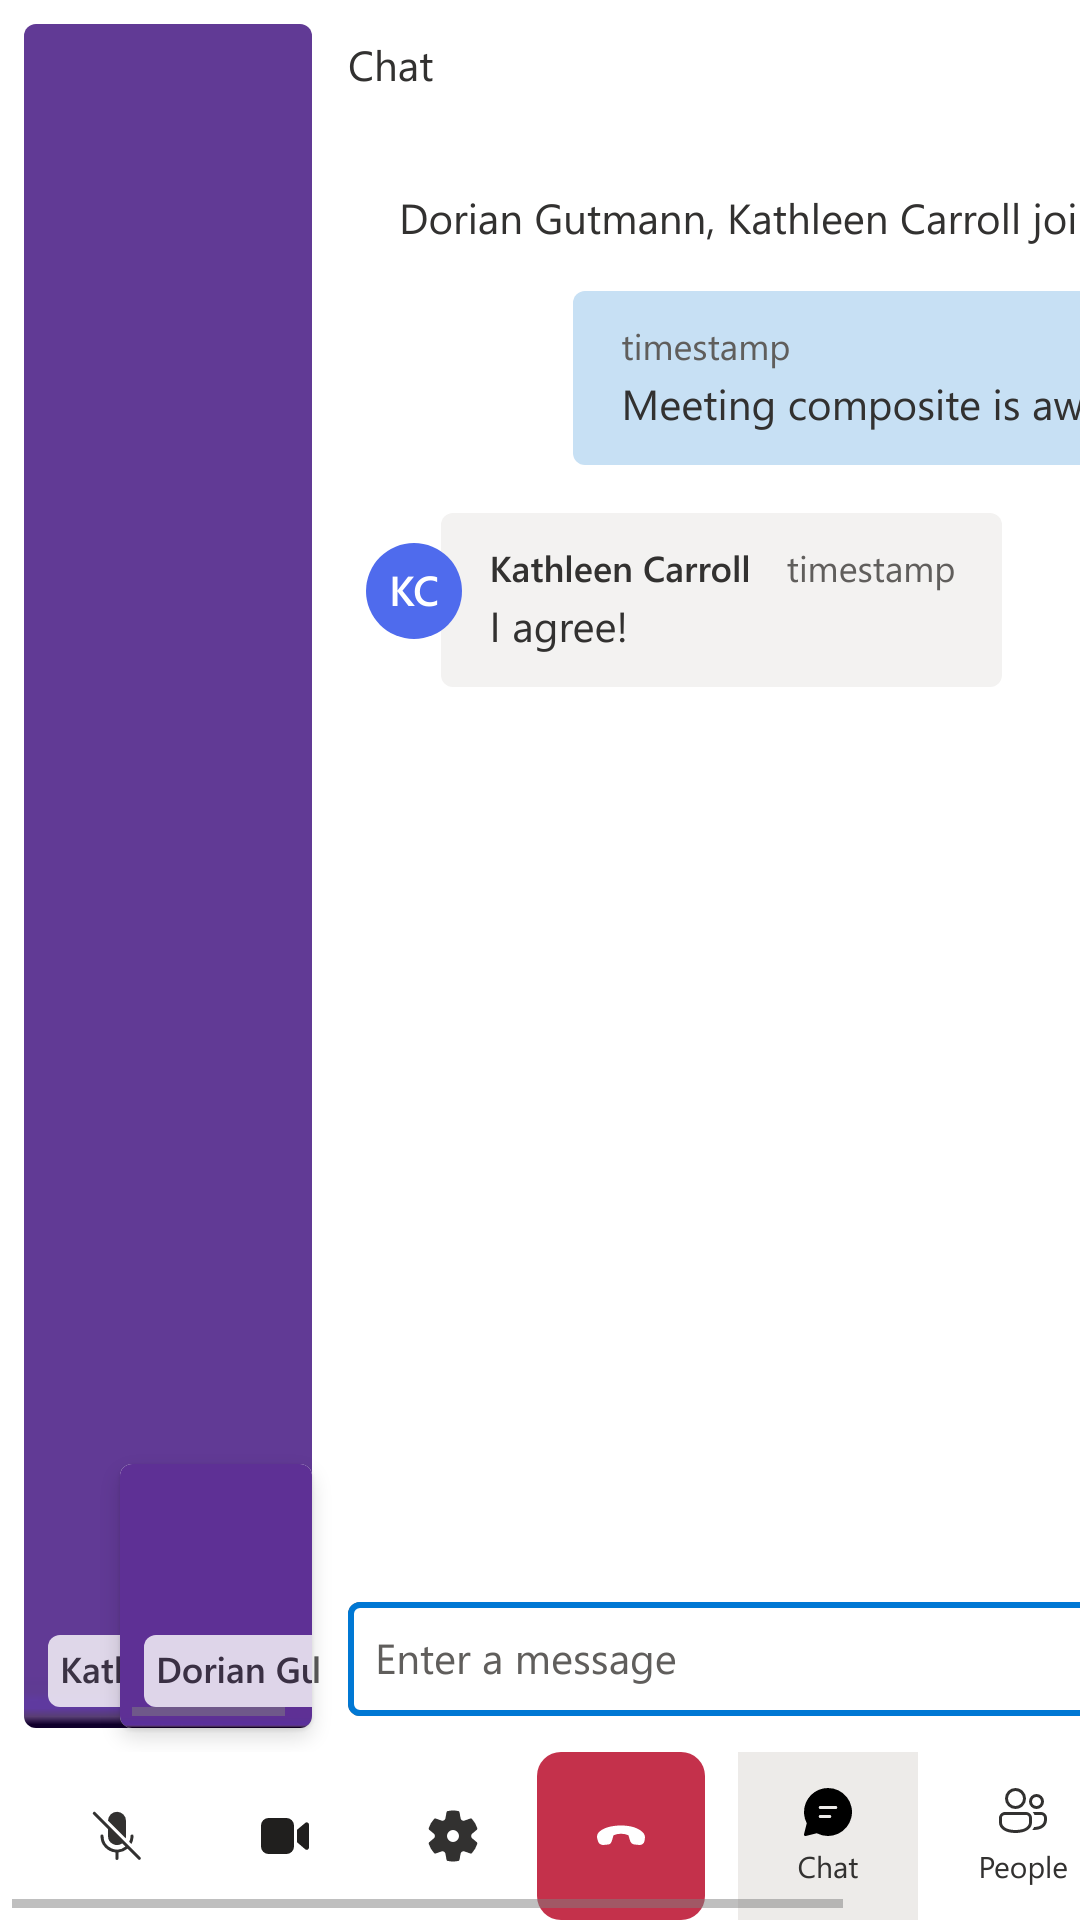 Chat
Dorian Gutmann, Kathleen Carroll joi
timestamp
Meeting composite is aw
KC
Kathleen Carroll timestamp
I agree!
Kath
Dorian Gu
Enter a message
Chat
People